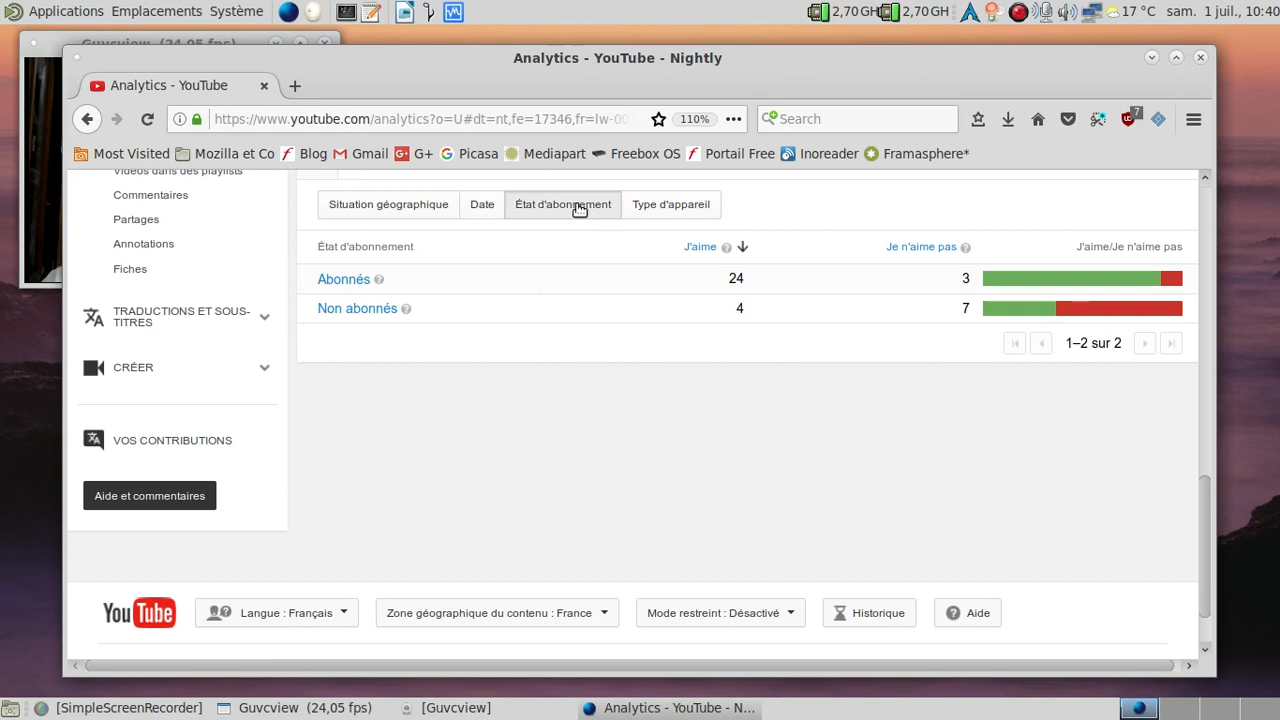 Applications Emplacements Système 2,70 GH 2,70 GH 17 °C sam. 1 juil., 10:40
Guvcview (24,05 fps)
Analytics - YouTube - Nightly
Analytics - YouTube
https://www.youtube.com/analytics?o=U#dt=nt,fe=17346,fr=lw-00 110% Search 7
Most Visited Mozilla et Co Blog Gmail G+ Picasa Mediapart Freebox OS Portail Free Inoreader Framasphere*
Vidéos dans des playlists
Commentaires
Partages
Annotations
Fiches
TRADUCTIONS ET SOUS-
TITRES
CRÉER
VOS CONTRIBUTIONS
Aide et commentaires
Situation géographique Date État d'abonnement Type d'appareil
État d'abonnement J'aime Je n'aime pas J'aime/Je n'aime pas
Abonnés 24 3
Non abonnés 4 7
1–2 sur 2
YouTube Langue : Français Zone géographique du contenu : France Mode restreint : Désactivé Historique Aide
[SimpleScreenRecorder] Guvcview (24,05 fps) [Guvcview] Analytics - YouTube - N...